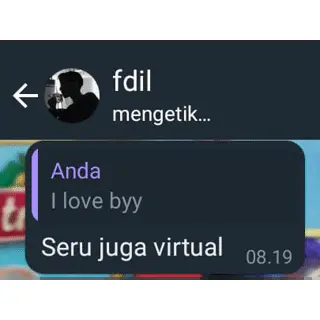 fdil
mengetik...
Anda
I love byy
Seru juga virtual
08.19